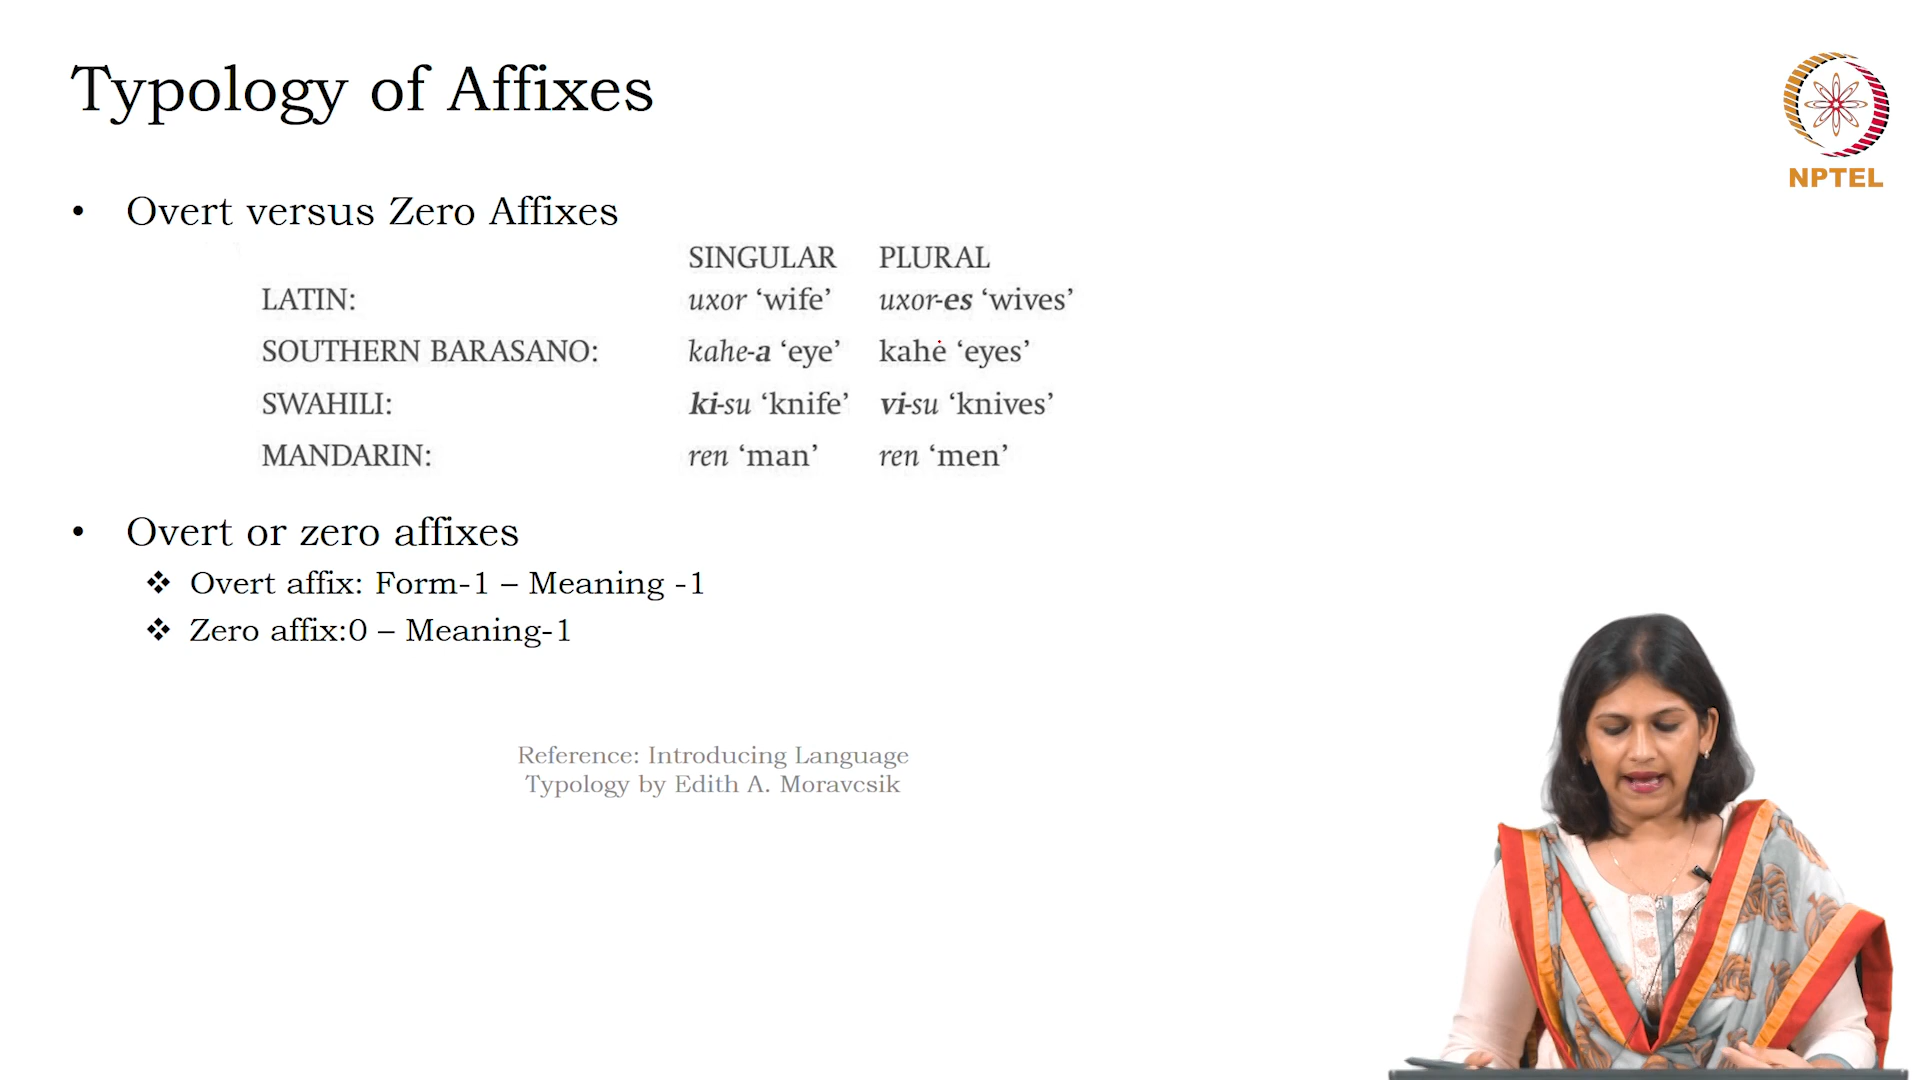 Typology of Affixes
NPTEL
• Overt versus Zero Affixes
SINGULAR PLURAL
LATIN: uxor ‘wife’ uxor-es ‘wives’
SOUTHERN BARASANO: kahe-a ‘eye’ kahe ‘eyes’
SWAHILI: ki-su ‘knife’ vi-su ‘knives’
MANDARIN: ren ‘man’ ren ‘men’
• Overt or zero affixes
❖ Overt affix: Form-1 – Meaning -1
❖ Zero affix:0 – Meaning-1
Reference: Introducing Language
Typology by Edith A. Moravcsik